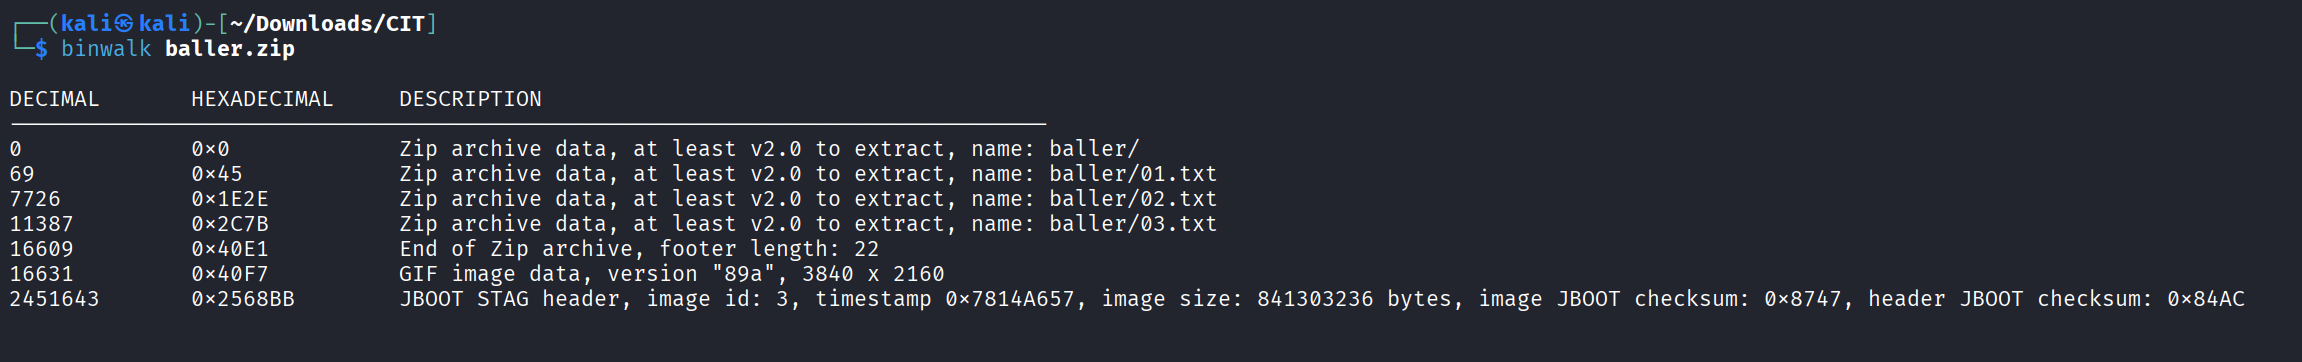 ┌──(kali㉿kali)-[~/Downloads/CIT]
└─$ binwalk baller.zip
DECIMAL       HEXADECIMAL     DESCRIPTION
0             0×0             Zip archive data, at least v2.0 to extract, name: baller/
69            0×45            Zip archive data, at least v2.0 to extract, name: baller/01.txt
7726          0×1E2E          Zip archive data, at least v2.0 to extract, name: baller/02.txt
11387         0×2C7B          Zip archive data, at least v2.0 to extract, name: baller/03.txt
16609         0×40E1          End of Zip archive, footer length: 22
16631         0×40F7          GIF image data, version "89a", 3840 x 2160
2451643       0×2568BB        JBOOT STAG header, image id: 3, timestamp 0×7814A657, image size: 841303236 bytes, image JBOOT checksum: 0×8747, header JBOOT checksum: 0×84AC